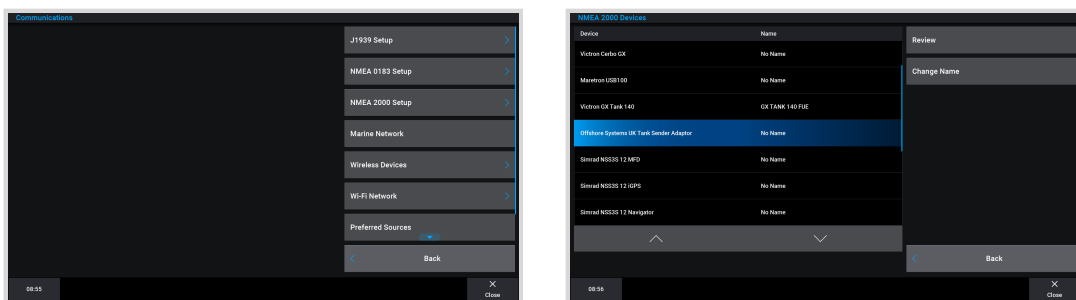 Communications
J1939 Setup
NMEA 0183 Setup
NMEA 2000 Setup
Marine Network
Wireless Devices
Wi-Fi Network
Preferred Sources
Back
08:55
Close
NMEA 2000 Devices
Device Name
Victron Cerbo GX No Name
Maretron USB100 No Name
Victron GX Tank 140 GX TANK 140 FUE
Offshore Systems UK Tank Sender Adaptor No Name
Simrad NSS3S 12 MFD No Name
Simrad NSS3S 12 iGPS No Name
Simrad NSS3S 12 Navigator No Name
Review
Change Name
Back
08:56
Close